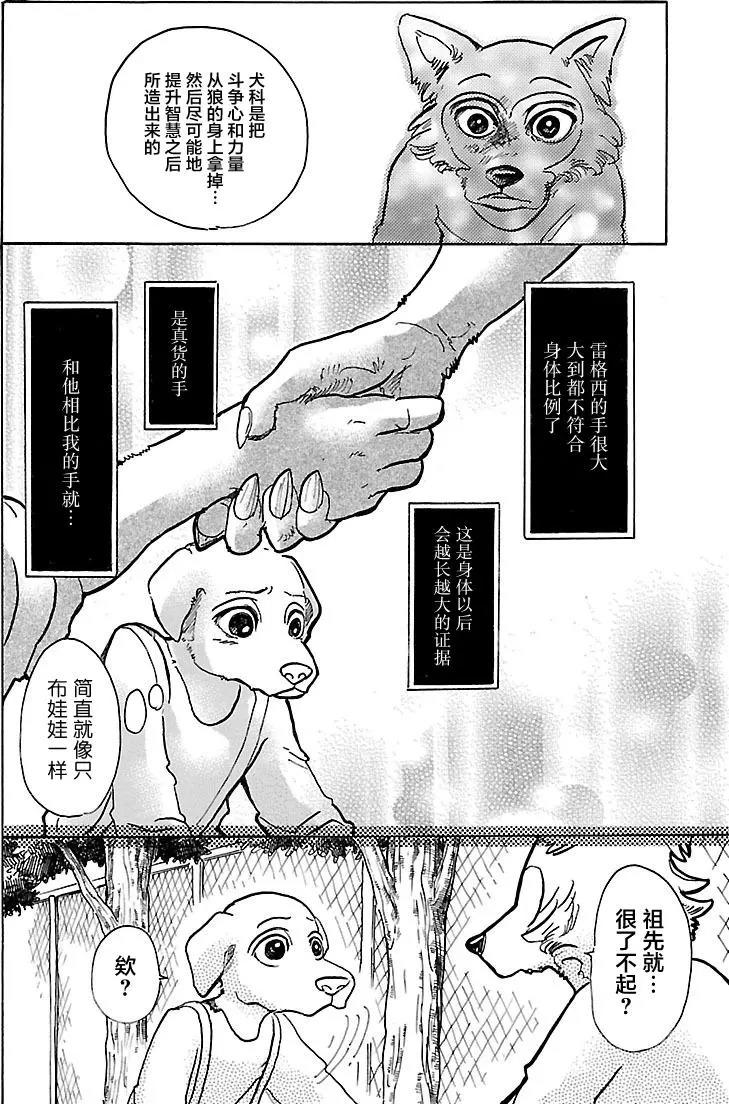 犬科是把
斗争心和力量
从狼的身上拿掉…
然后尽可能地
提升智慧之后
所造出来的
雷格西的手很大
大到都不符合
身体比例了
这是身体以后
会越长越大的证据
是真货的手
和他相比我的手就…
简直就像只
布娃娃一样
祖先就…
很了不起？
欸？